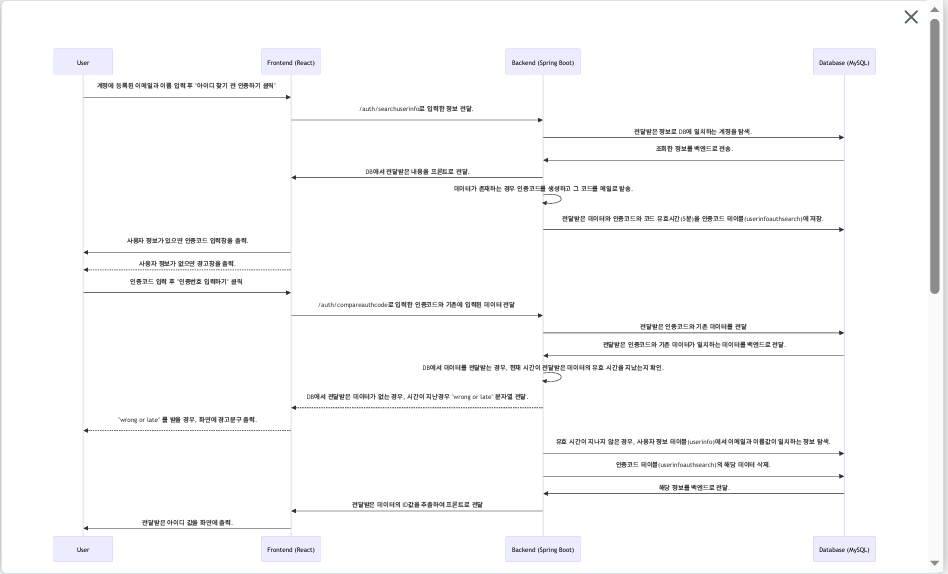 User
Frontend (React)
Backend (Spring Boot)
Database (MySQL)
계정에 등록된 이메일과 이름 입력 후 "아이디 찾기 전 인증하기 클릭"
/auth/searchuserinfo로 입력한 정보 전달.
전달받은 정보로 DB에 일치하는 계정을 탐색.
조회한 정보를 백엔드로 전송.
DB에서 전달받은 내용을 프론트로 전달.
데이터가 존재하는 경우 인증코드를 생성하고 그 코드를 메일로 발송.
전달받은 데이터와 인증코드와 코드 유효시간(5분)을 인증코드 테이블(userinfoauthsearch)에 저장.
사용자 정보가 있으면 인증코드 입력창을 출력.
사용자 정보가 없으면 경고창을 출력.
인증코드 입력 후 "인증번호 입력하기" 클릭
/auth/compareauthcode로 입력한 인증코드와 기존에 입력된 데이터 전달
전달받은 인증코드와 기존 데이터를 전달
전달받은 인증코드와 기존 데이터가 일치하는 데이터를 백엔드로 전달.
DB에서 데이터를 전달받는 경우, 현재 시간이 전달받은 데이터의 유효 시간을 지났는지 확인.
DB에서 전달받은 데이터가 없는 경우, 시간이 지난경우 "wrong or late" 문자열 전달.
"wrong or late" 를 받을 경우, 화면에 경고문구 출력.
유효 시간이 지나지 않은 경우, 사용자 정보 테이블(userinfo)에서 이메일과 이름값이 일치하는 정보 탐색.
인증코드 테이블(userinfoauthsearch)의 해당 데이터 삭제.
해당 정보를 백엔드로 전달.
전달받은 데이터의 ID값을 추출하여 프론트로 전달
전달받은 아이디 값을 화면에 출력.
User
Frontend (React)
Backend (Spring Boot)
Database (MySQL)